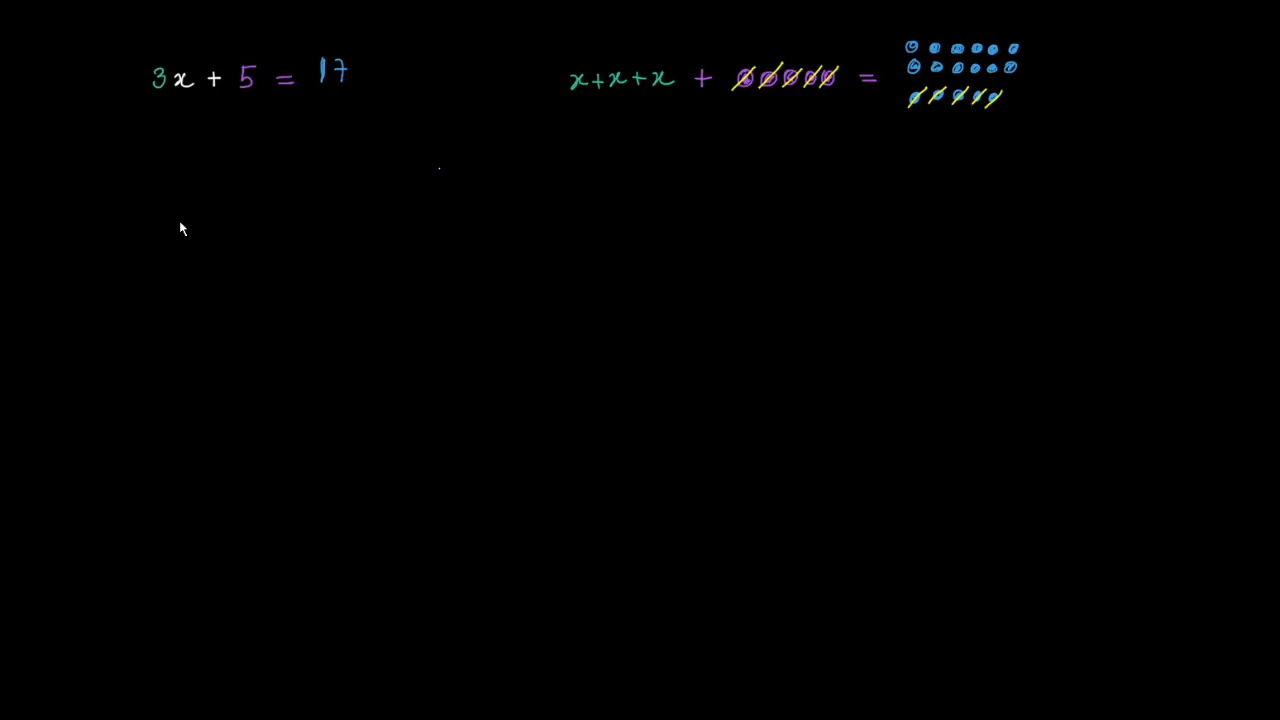 3x + 5 = 17
x+x+x + =